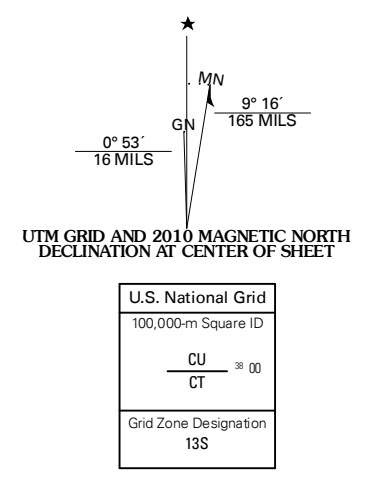 MN
9° 16´
165 MILS
GN
0° 53´
16 MILS
UTM GRID AND 2010 MAGNETIC NORTH
DECLINATION AT CENTER OF SHEET
U.S. National Grid
100,000-m Square ID
CU
38 00
CT
Grid Zone Designation
13S